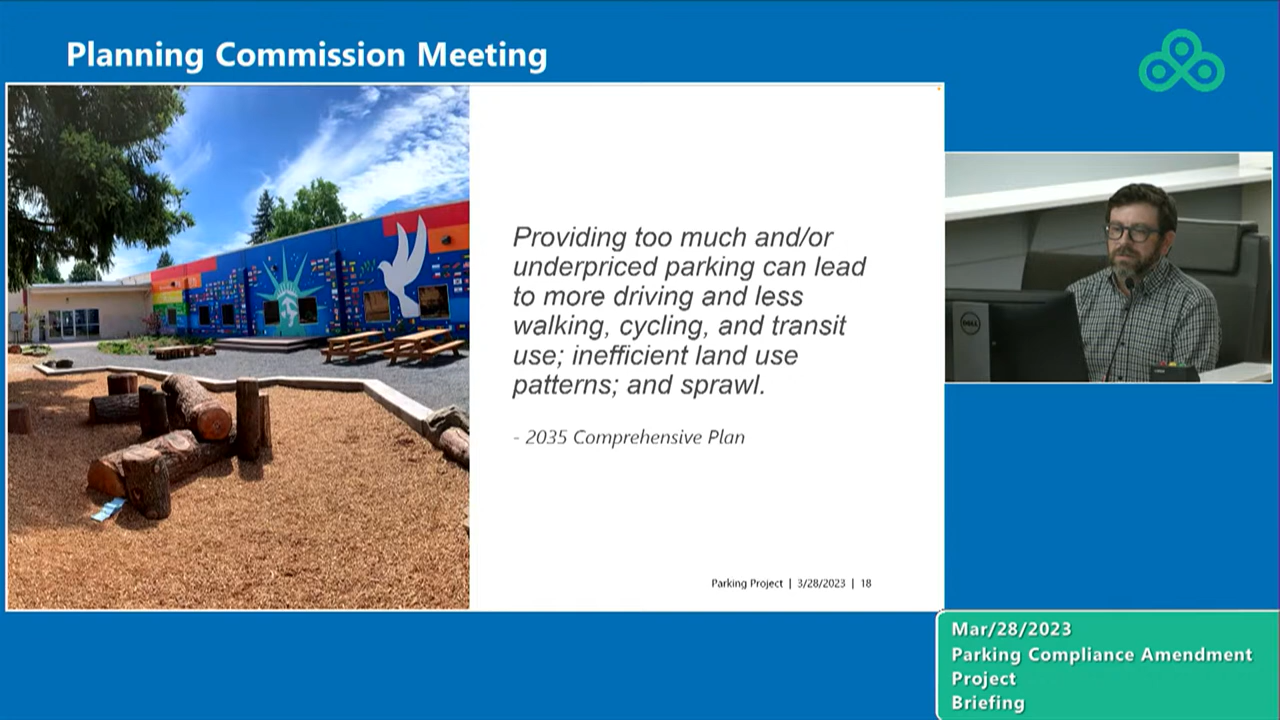 Planning Commission Meeting
Providing too much and/or
underpriced parking can lead
to more driving and less
walking, cycling, and transit
use; inefficient land use
patterns; and sprawl.
- 2035 Comprehensive Plan
Parking Project | 3/28/2023 | 18
DELL
Mar/28/2023
Parking Compliance Amendment
Project
Briefing